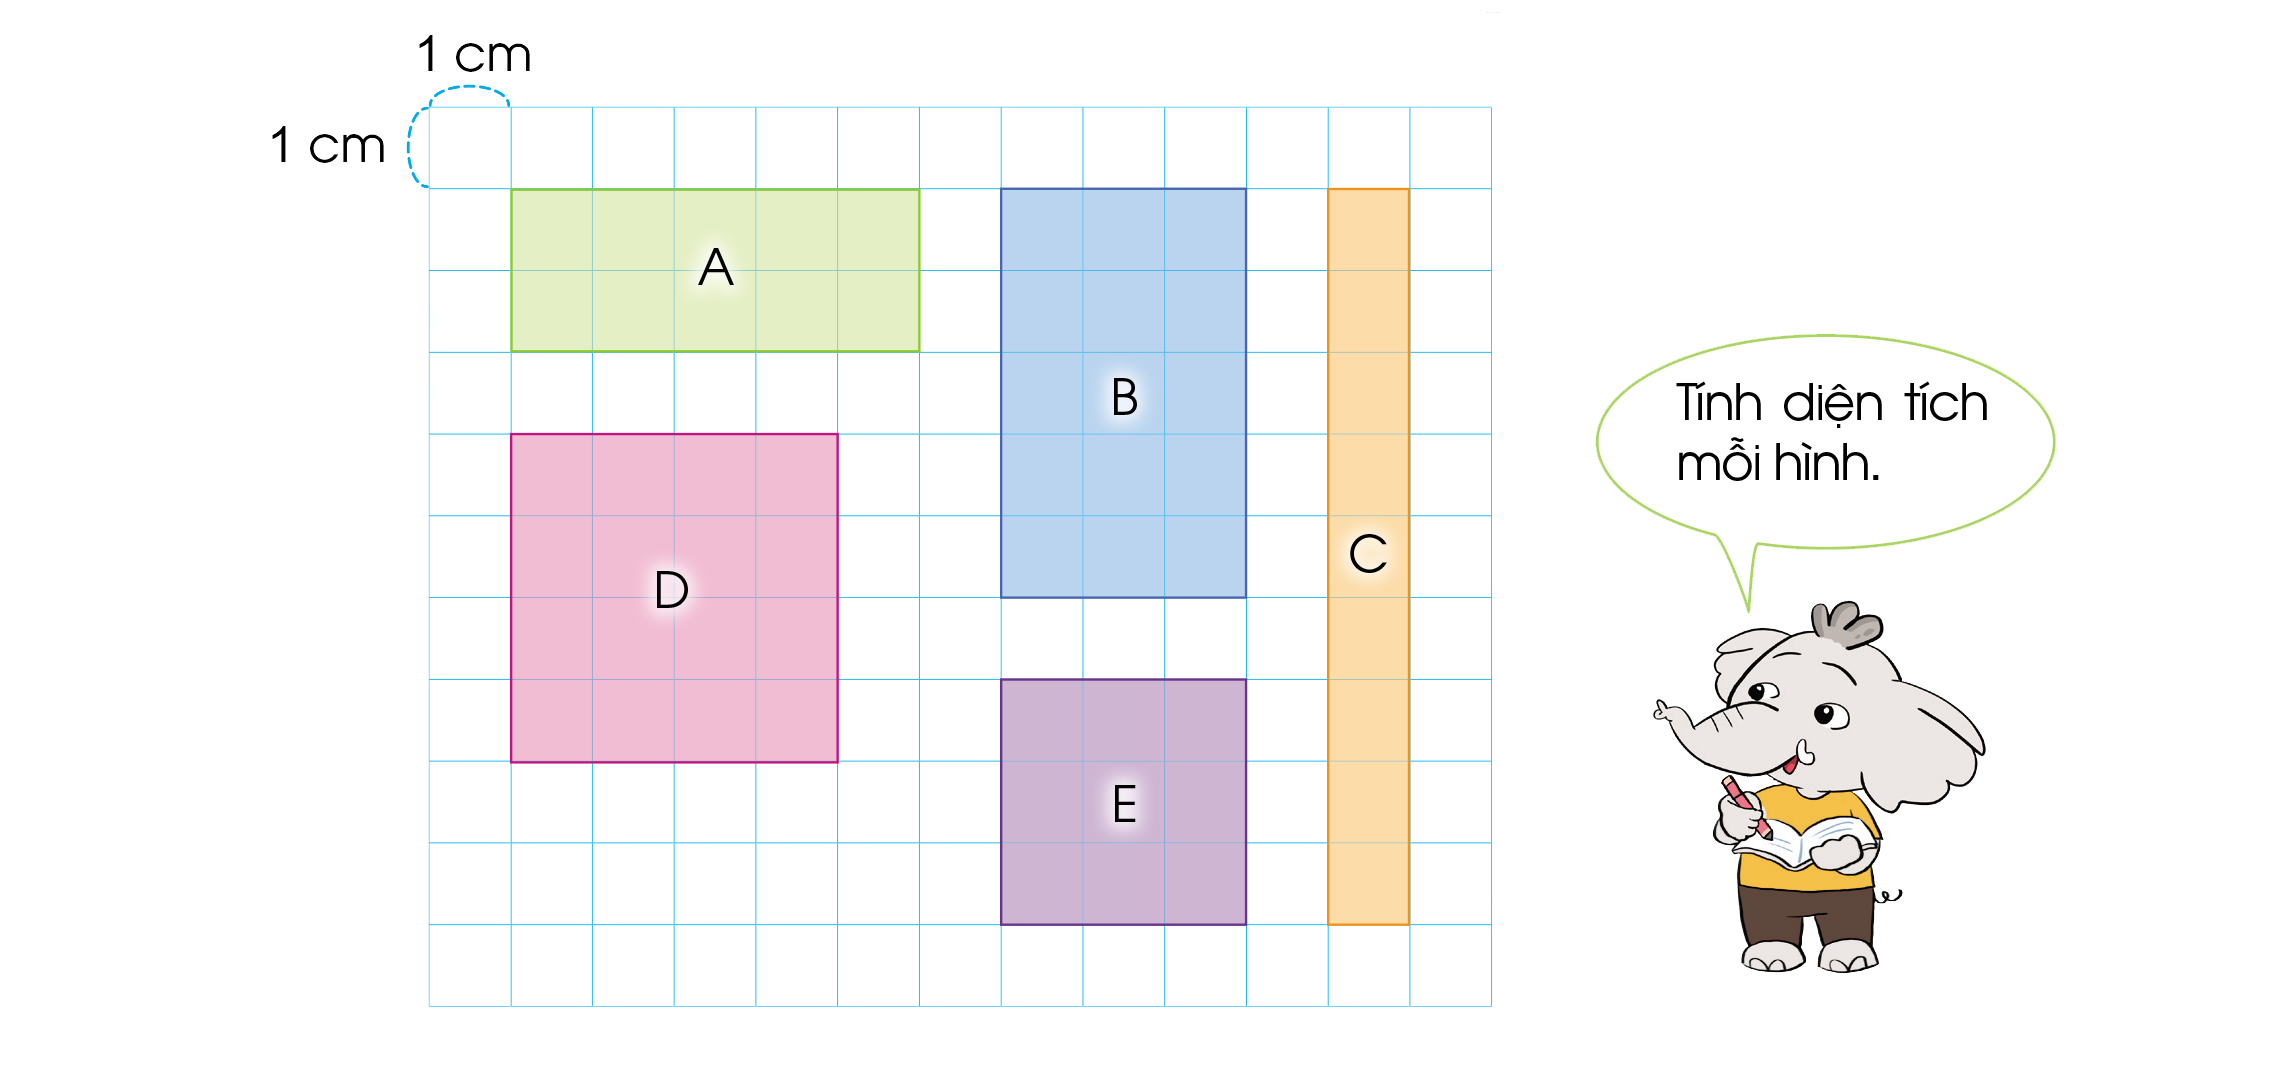 1 cm
1 cm
A
B
C
D
E
Tính diện tích
mỗi hình.